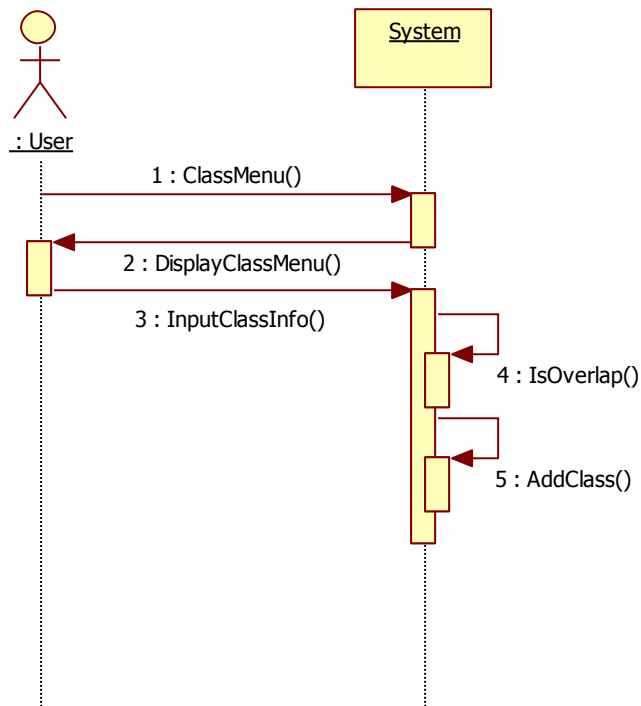 System
: User
1 : ClassMenu()
2 : DisplayClassMenu()
3 : InputClassInfo()
4 : IsOverlap()
5 : AddClass()